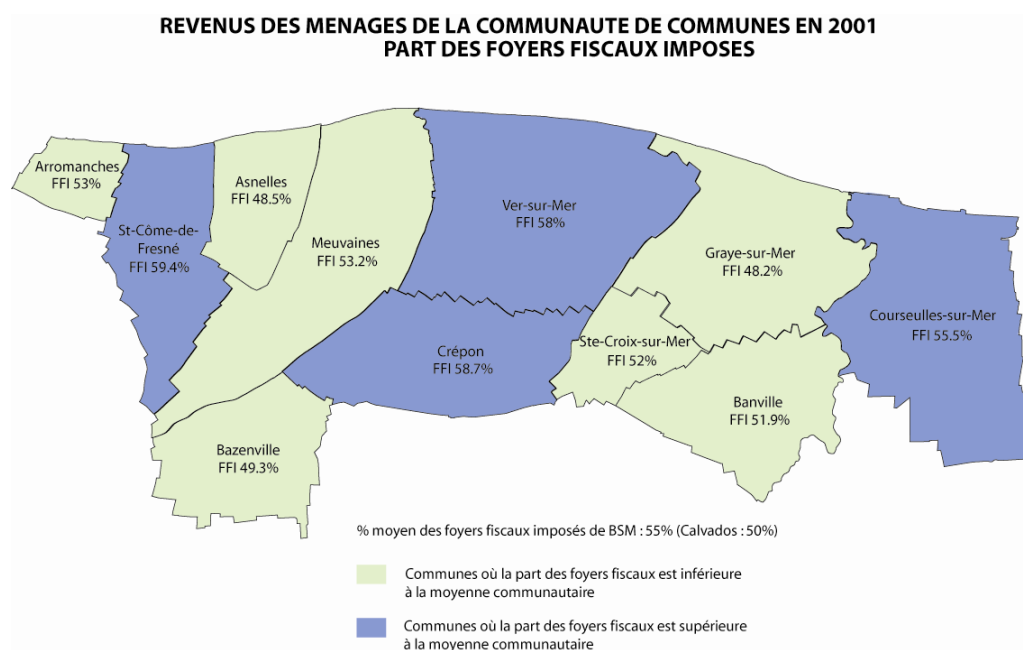 REVENUS DES MENAGES DE LA COMMUNAUTE DE COMMUNES EN 2001
PART DES FOYERS FISCAUX IMPOSES
Arromanches
FFI 53%
St-Côme-de-
Fresné
FFI 59.4%
Asnelles
FFI 48.5%
Meuvaines
FFI 53.2%
Ver-sur-Mer
FFI 58%
Graye-sur-Mer
FFI 48.2%
Courseulles-sur-Mer
FFI 55.5%
Crépon
FFI 58.7%
Ste-Croix-sur-Mer
FFI 52%
Banville
FFI 51.9%
Bazenville
FFI 49.3%
% moyen des foyers fiscaux imposés de BSM : 55% (Calvados : 50%)
Communes où la part des foyers fiscaux est inférieure
à la moyenne communautaire
Communes où la part des foyers fiscaux est supérieure
à la moyenne communautaire